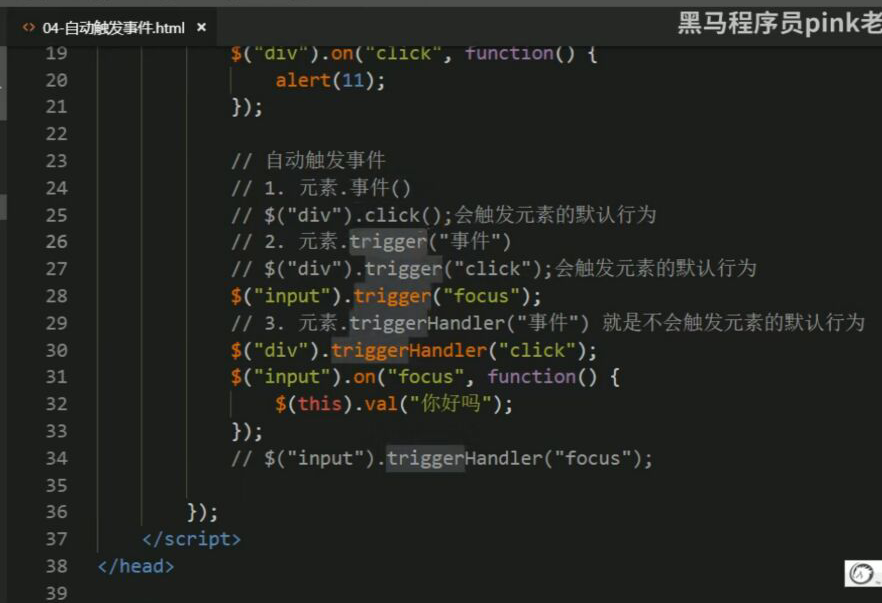 04-自动触发事件.html ×
黑马程序员pink老
19 $("div").on("click", function() {
20 alert(11);
21 });
22
23 // 自动触发事件
24 // 1. 元素.事件()
25 // $("div").click();会触发元素的默认行为
26 // 2. 元素.trigger("事件")
27 // $("div").trigger("click");会触发元素的默认行为
28 $("input").trigger("focus");
29 // 3. 元素.triggerHandler("事件") 就是不会触发元素的默认行为
30 $("div").triggerHandler("click");
31 $("input").on("focus", function() {
32 $(this).val("你好吗");
33 });
34 // $("input").triggerHandler("focus");
35
36 });
37 </script>
38 </head>
39